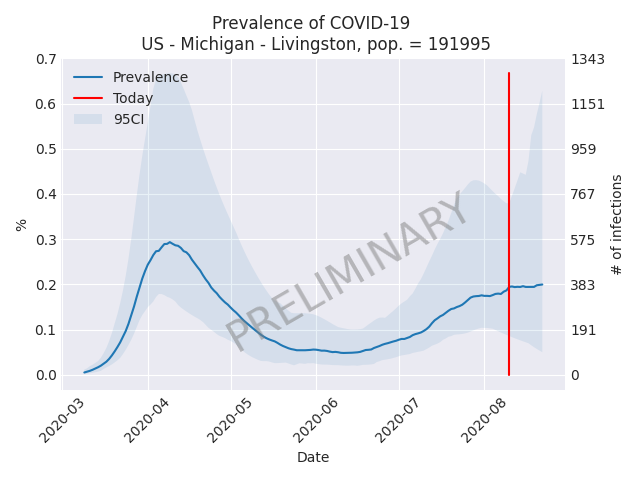 Prevalence of COVID-19
US - Michigan - Livingston, pop. = 191995
0.7
0.6
0.5
0.4
0.3
0.2
0.1
0.0
%
Prevalence
Today
95CI
PRELIMINARY
1343
1151
959
767
575
383
191
0
# of infections
2020-03
2020-04
2020-05
2020-06
2020-07
2020-08
Date